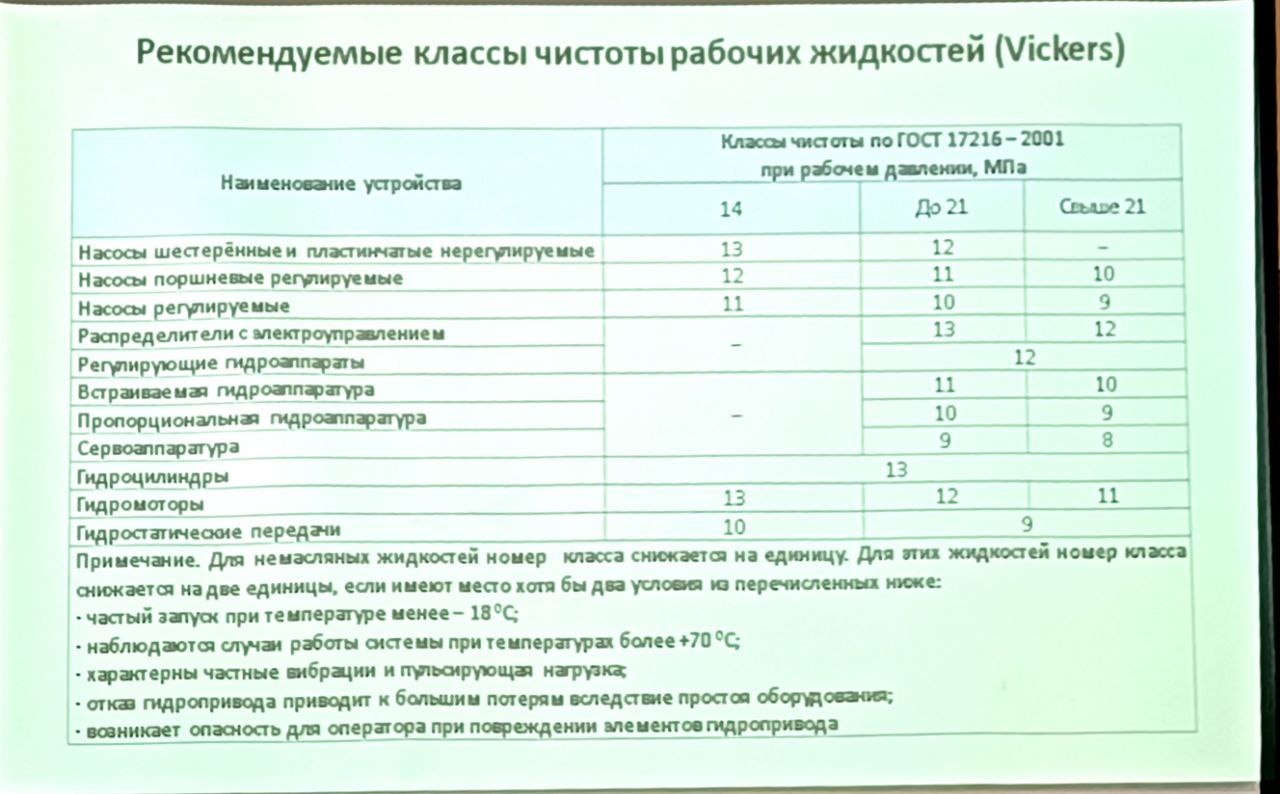 Рекомендуемые классы чистоты рабочих жидкостей (Vickers)
Наименование устройства
Классы чистоты по ГОСТ 17216 – 2001
при рабочем давлении, МПа
14 До 21 Свыше 21
Насосы шестерённые и пластинчатые нерегулируемые 13 12 –
Насосы поршневые регулируемые 12 11 10
Насосы регулируемые 11 10 9
Распределители с электроуправлением – 13 12
Регулирующие гидроаппараты 12
Встраиваемая гидроаппаратура 11 10
Пропорциональная гидроаппаратура – 10 9
Сервоаппаратура 9 8
Гидроцилиндры 13
Гидромоторы 13 12 11
Гидростатические передачи 10 9
Примечание. Для немасляных жидкостей номер класса снижается на единицу. Для этих жидкостей номер класса
снижается на две единицы, если имеют место хотя бы два условия из перечисленных ниже:
- частый запуск при температуре менее – 18 °С;
- наблюдаются случаи работы системы при температурах более +70 °С;
- характерны частные вибрации и пульсирующая нагрузка;
- отказ гидропривода приводит к большим потерям вследствие простоя оборудования;
- возникает опасность для оператора при повреждении элементов гидропривода